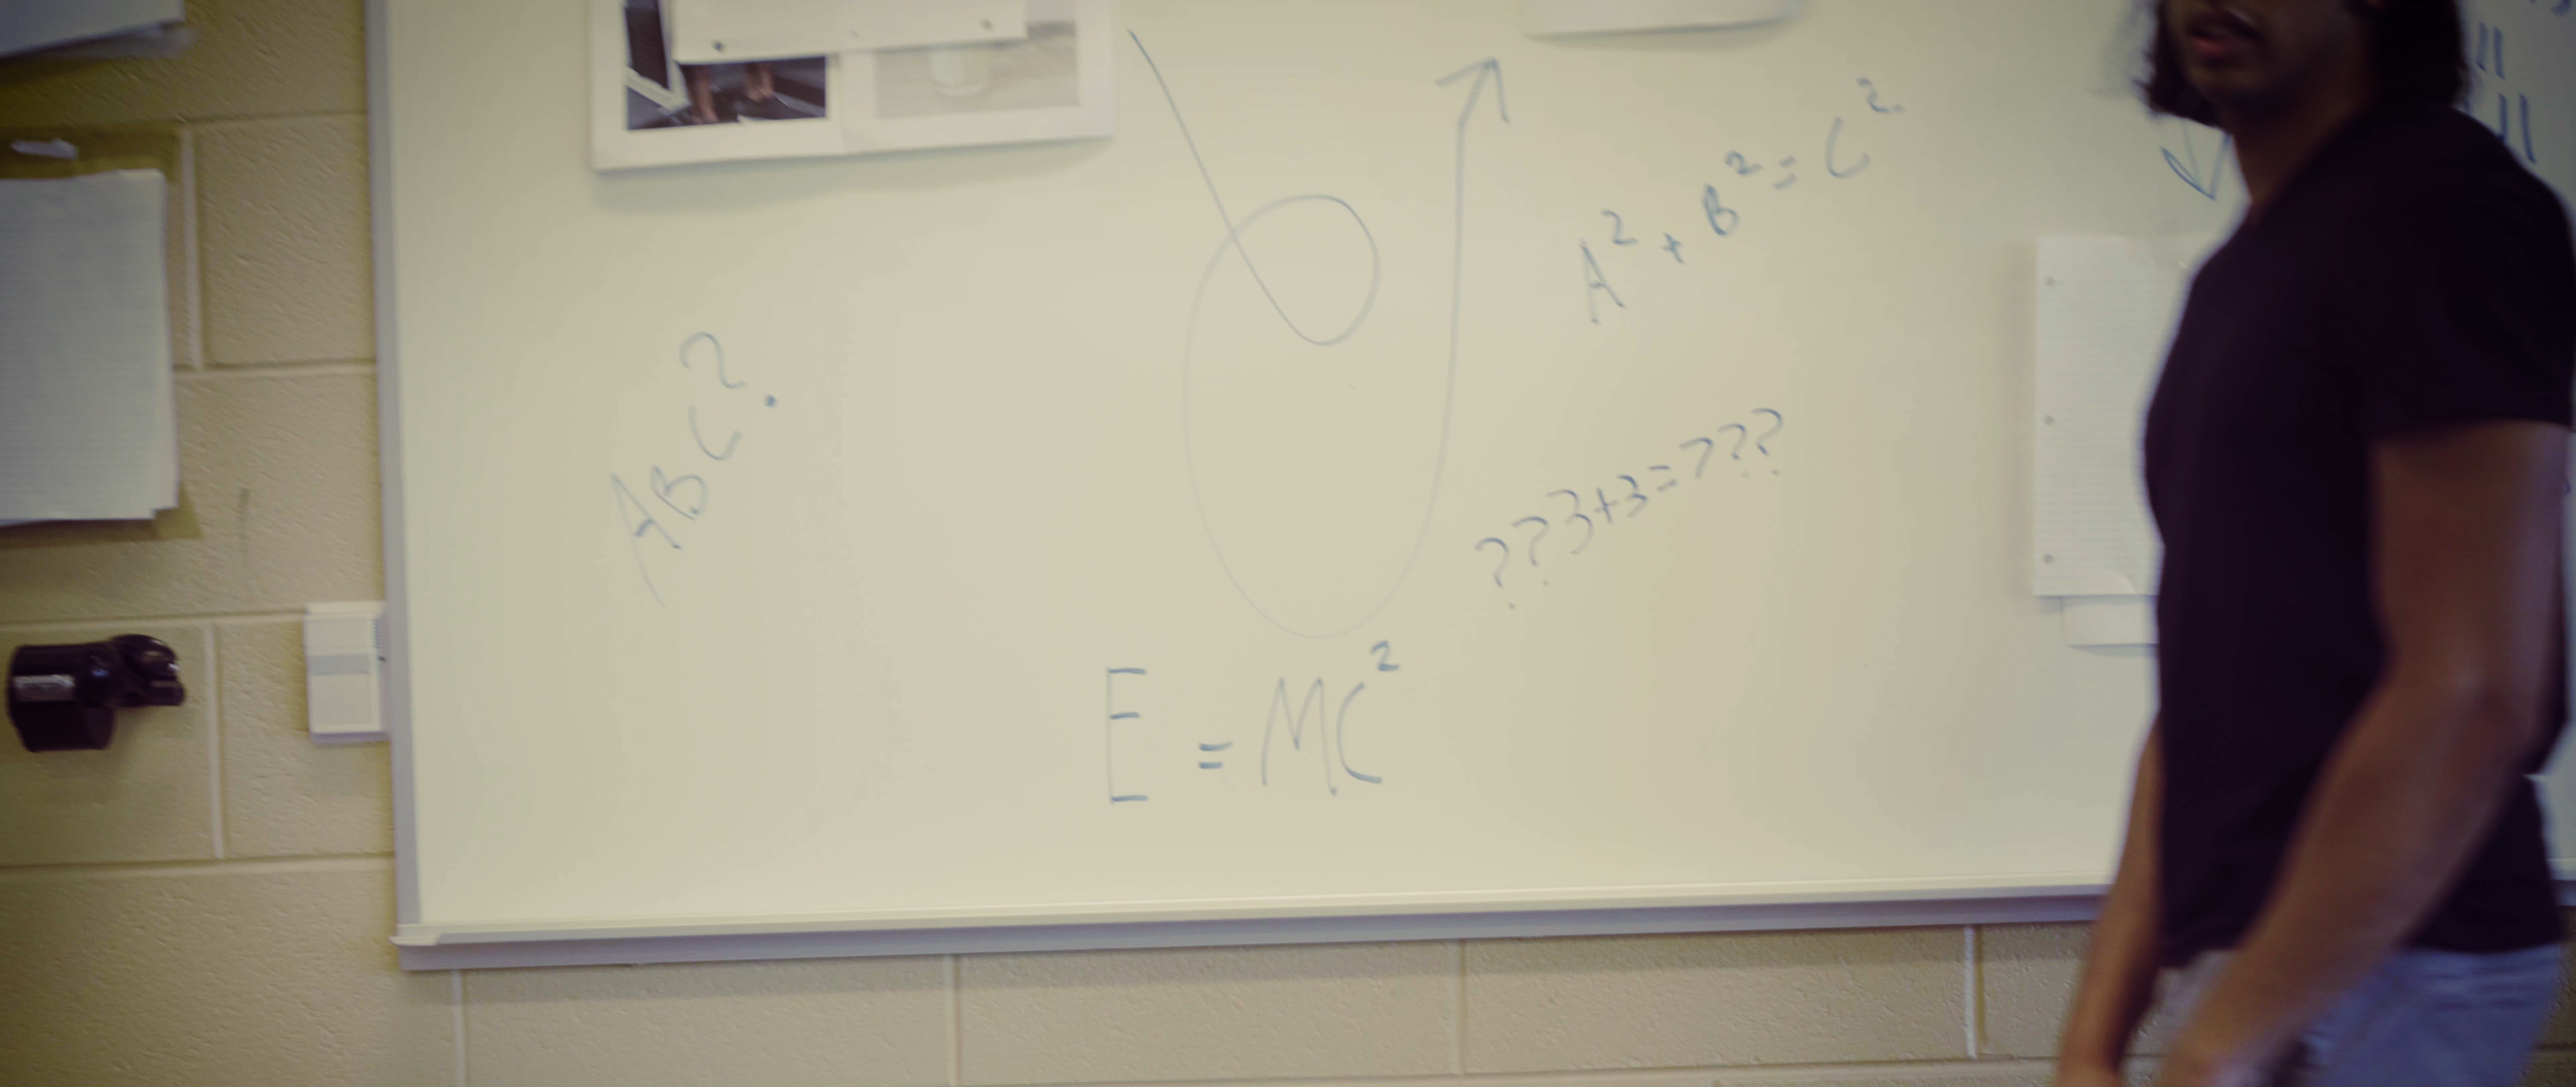 A² + B² = C²
ABC?
??3+3=???
E = MC²